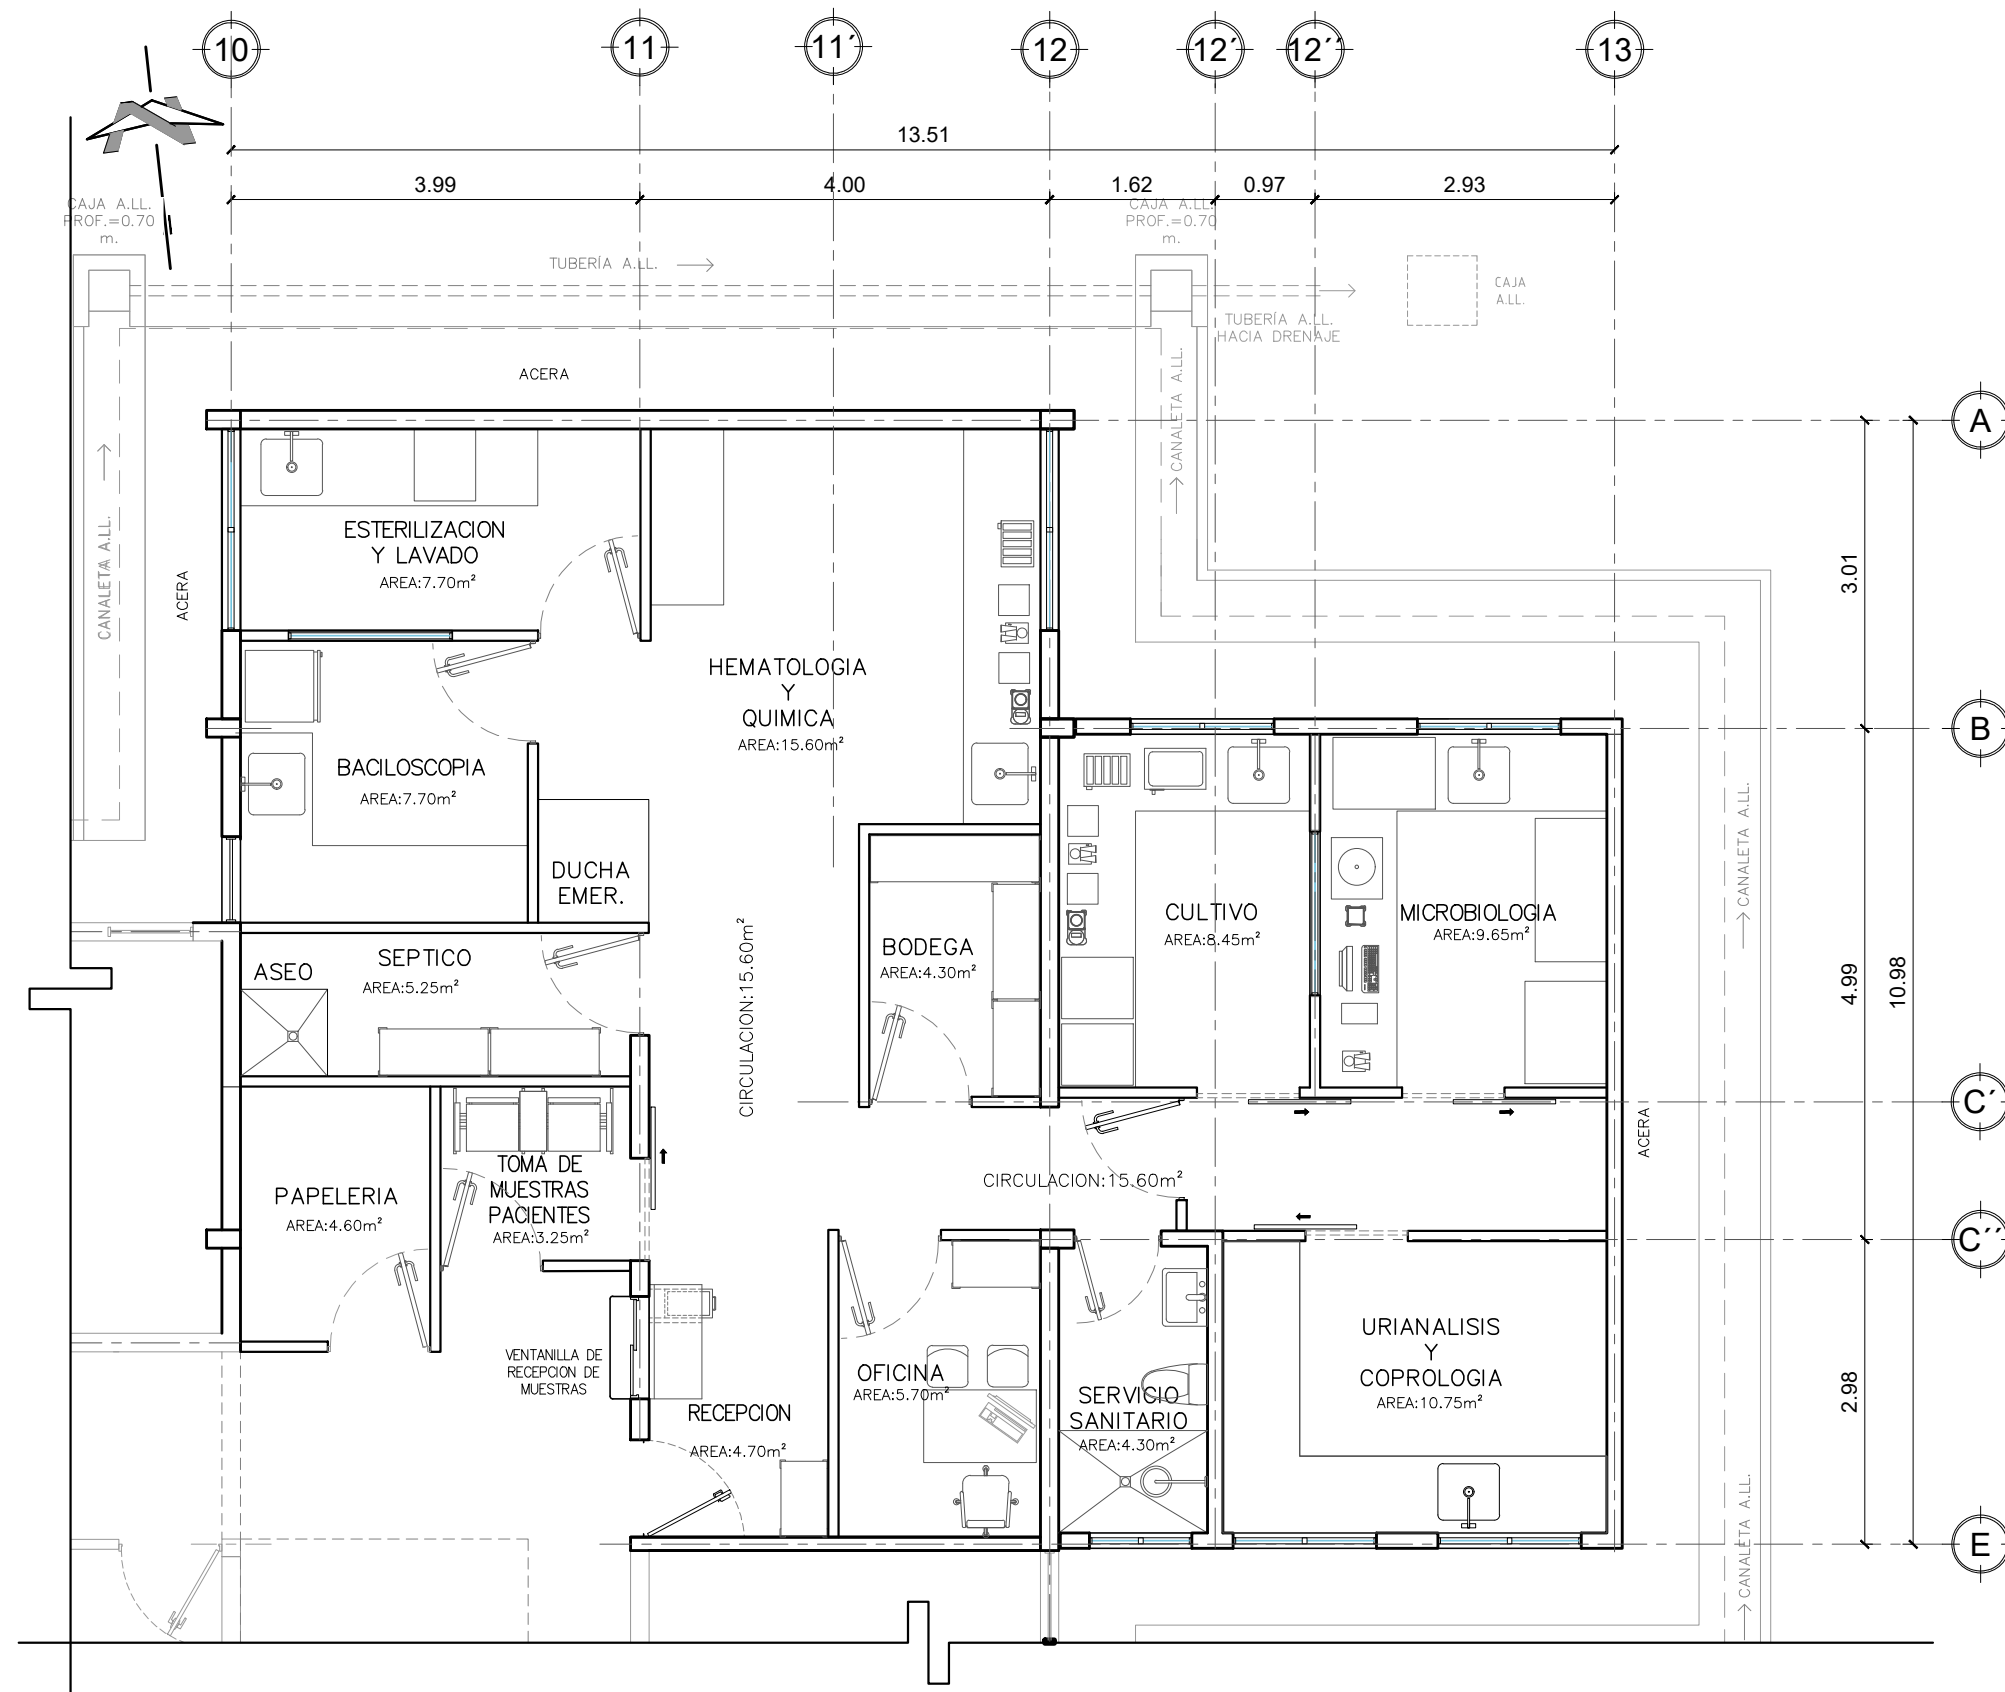 10
11
11´
12
12´
12´´
13
13.51
3.99
4.00
1.62
0.97
2.93
CAJA A.LL.
PROF.=0.70
m.
CAJA A.LL.
PROF.=0.70
m.
TUBERÍA A.LL.
CAJA
A.LL.
TUBERÍA A.LL.
HACIA DRENAJE
ACERA
CANALETA A.LL.
A
ESTERILIZACION
Y LAVADO
AREA:7.70m²
CANALETA A.LL.
ACERA
3.01
HEMATOLOGIA
Y
QUIMICA
AREA:15.60m²
B
BACILOSCOPIA
AREA:7.70m²
DUCHA
EMER.
CANALETA A.LL.
CULTIVO
AREA:8.45m²
MICROBIOLOGIA
AREA:9.65m²
BODEGA
AREA:4.30m²
SEPTICO
AREA:5.25m²
ASEO
CIRCULACION:15.60m²
4.99
10.98
C´
ACERA
TOMA DE
MUESTRAS
PACIENTES
AREA:3.25m²
PAPELERIA
AREA:4.60m²
CIRCULACION:15.60m²
C´´
URIANALISIS
Y
COPROLOGIA
AREA:10.75m²
VENTANILLA DE
RECEPCION DE
MUESTRAS
OFICINA
AREA:5.70m²
SERVICIO
SANITARIO
AREA:4.30m²
RECEPCION
AREA:4.70m²
2.98
CANALETA A.LL.
E